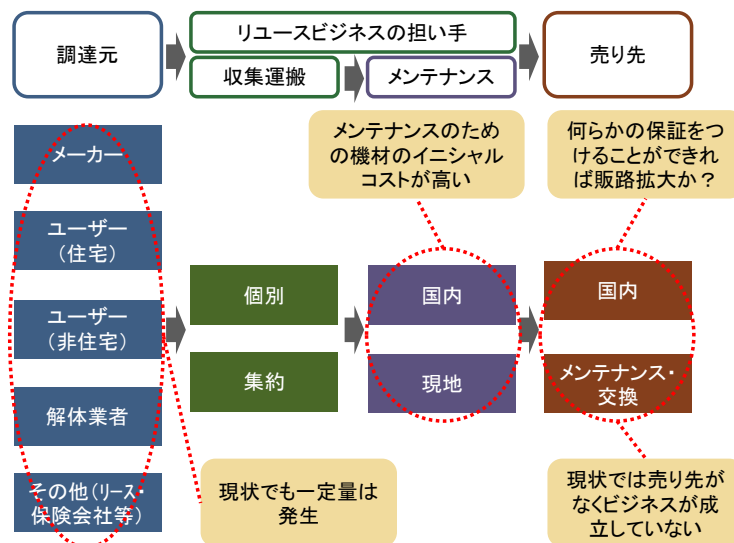 調達元
リユースビジネスの担い手
収集運搬
メンテナンス
売り先
メンテナンスのため
の機材のイニシャル
コストが高い
何らかの保証をつ
けることができれ
ば販路拡大か？
メーカー
ユーザー
（住宅）
ユーザー
（非住宅）
解体業者
その他（リース・
保険会社等）
個別
集約
国内
現地
国内
メンテナンス・
交換
現状でも一定量は
発生
現状では売り先が
なくビジネスが成
立していない